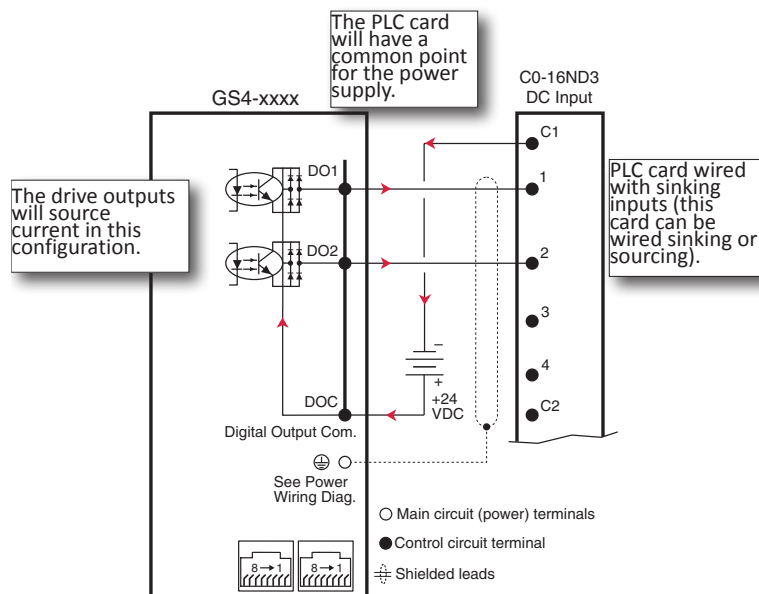 The PLC card
will have a
common point
for the power
supply.
C0-16ND3
DC Input
GS4-xxxx
C1
DO1
1
PLC card wired
with sinking
inputs (this
card can be
wired sinking or
sourcing).
The drive outputs
will source
current in this
configuration.
DO2
2
3
–
4
+
+24
VDC
DOC
C2
Digital Output Com.
See Power
Wiring Diag.
Main circuit (power) terminals
Control circuit terminal
Shielded leads
8→1
8→1